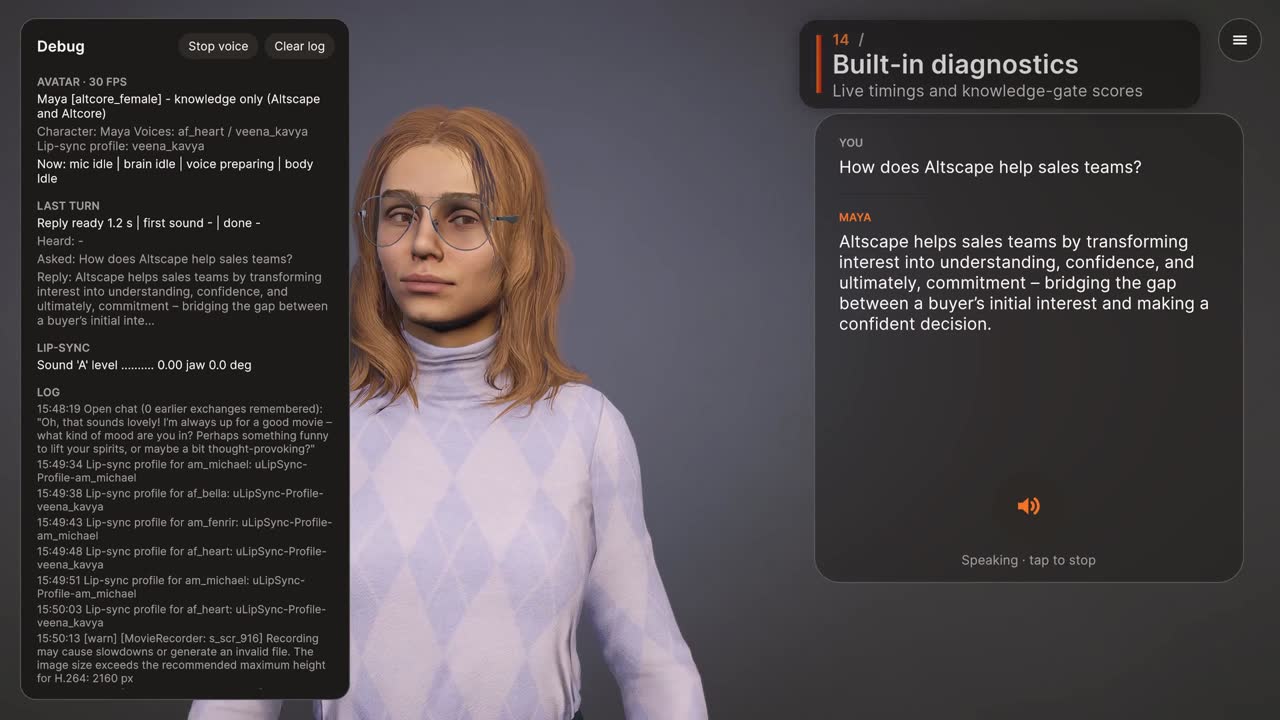 Debug
Stop voice
Clear log
AVATAR · 30 FPS
Maya [altcore_female] - knowledge only (Altscape
and Altcore)
Character: Maya Voices: af_heart / veena_kavya
Lip-sync profile: veena_kavya
Now: mic idle | brain idle | voice preparing | body
Idle
LAST TURN
Reply ready 1.2 s | first sound - | done -
Heard: -
Asked: How does Altscape help sales teams?
Reply: Altscape helps sales teams by transforming
interest into understanding, confidence, and
ultimately, commitment – bridging the gap between
a buyer’s initial inte...
LIP-SYNC
Sound 'A' level .......... 0.00 jaw 0.0 deg
LOG
15:48:19 Open chat (0 earlier exchanges remembered):
"Oh, that sounds lovely! I’m always up for a good movie –
what kind of mood are you in? Perhaps something funny
to lift your spirits, or maybe a bit thought-provoking?"
15:49:34 Lip-sync profile for am_michael: uLipSync-
Profile-am_michael
15:49:38 Lip-sync profile for af_bella: uLipSync-Profile-
veena_kavya
15:49:43 Lip-sync profile for am_fenrir: uLipSync-Profile-
am_michael
15:49:48 Lip-sync profile for af_heart: uLipSync-Profile-
veena_kavya
15:49:51 Lip-sync profile for am_michael: uLipSync-
Profile-am_michael
15:50:03 Lip-sync profile for af_heart: uLipSync-Profile-
veena_kavya
15:50:13 [warn] [MovieRecorder: s_scr_916] Recording
may cause slowdowns or generate an invalid file. The
image size exceeds the recommended maximum height
for H.264: 2160 px
14 /
Built-in diagnostics
Live timings and knowledge-gate scores
YOU
How does Altscape help sales teams?
MAYA
Altscape helps sales teams by transforming
interest into understanding, confidence, and
ultimately, commitment – bridging the gap
between a buyer’s initial interest and making a
confident decision.
Speaking · tap to stop